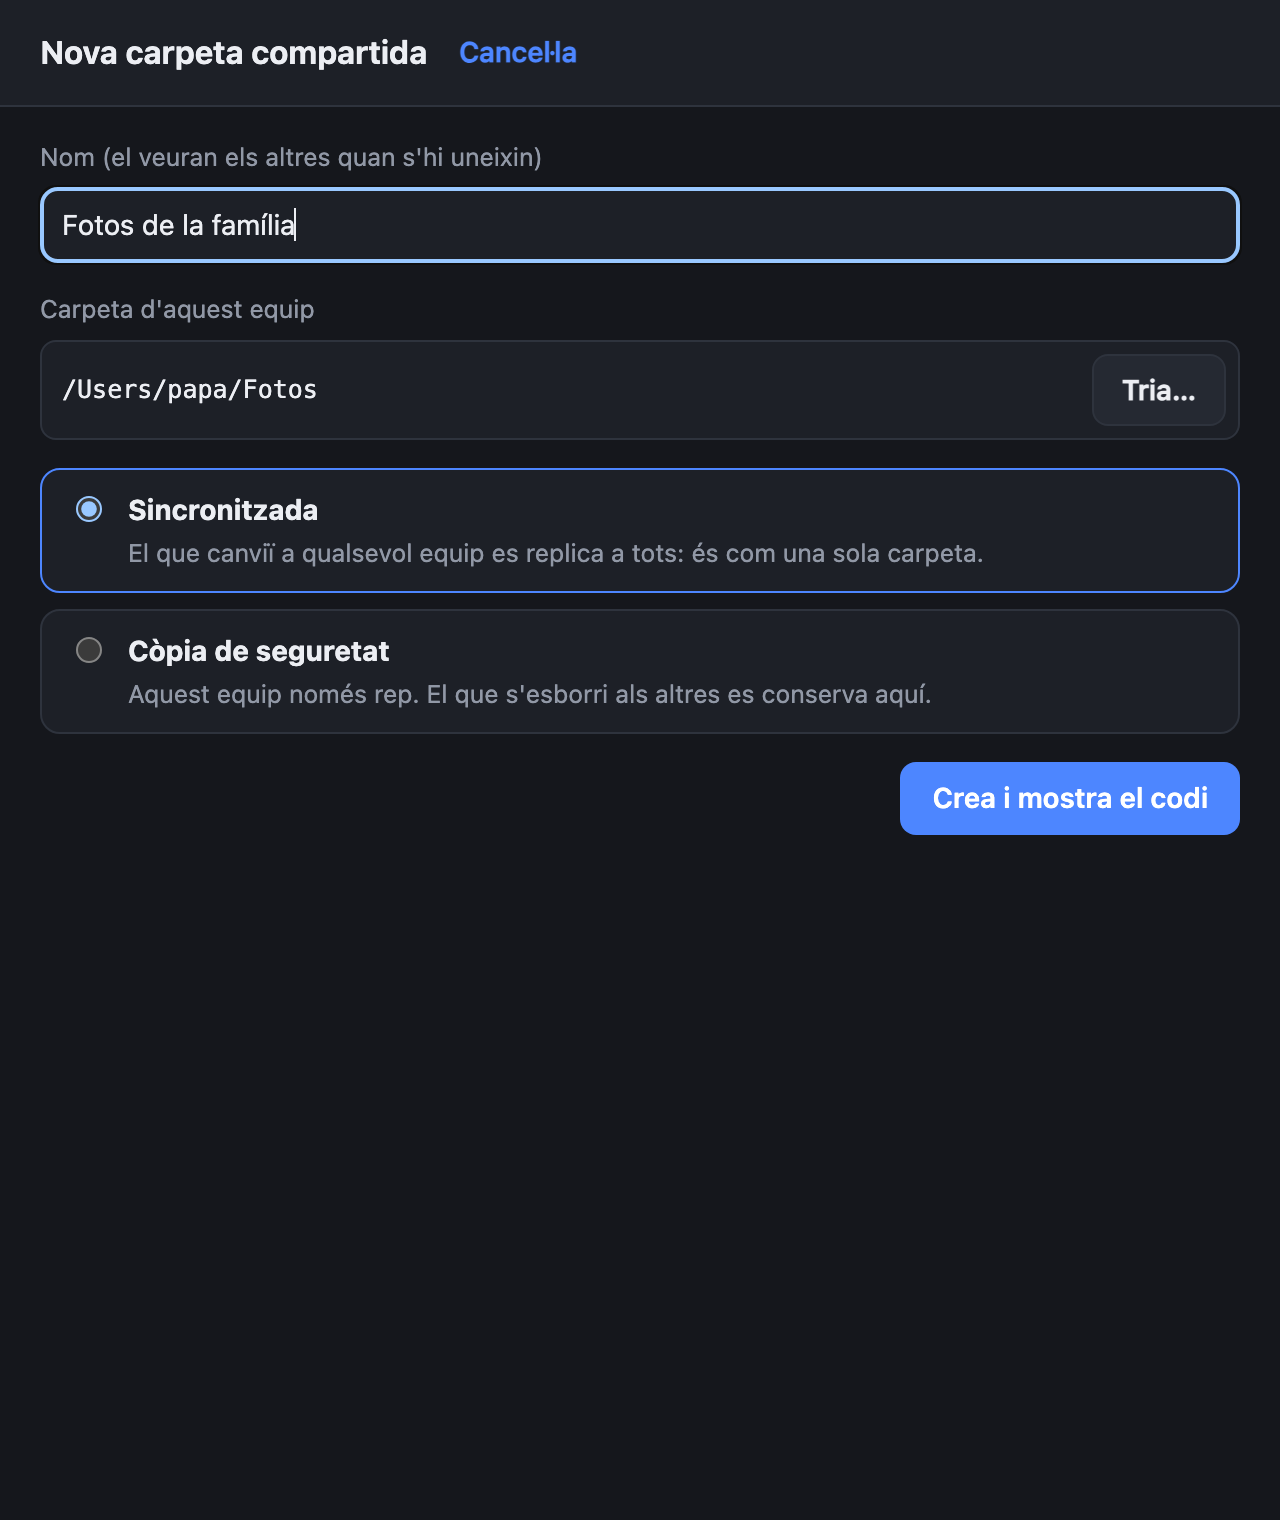 Nova carpeta compartida Cancel·la
Nom (el veuran els altres quan s'hi uneixin)
Fotos de la família
Carpeta d'aquest equip
/Users/papa/Fotos Tria...
Sincronitzada
El que canviï a qualsevol equip es replica a tots: és com una sola carpeta.
Còpia de seguretat
Aquest equip només rep. El que s'esborri als altres es conserva aquí.
Crea i mostra el codi